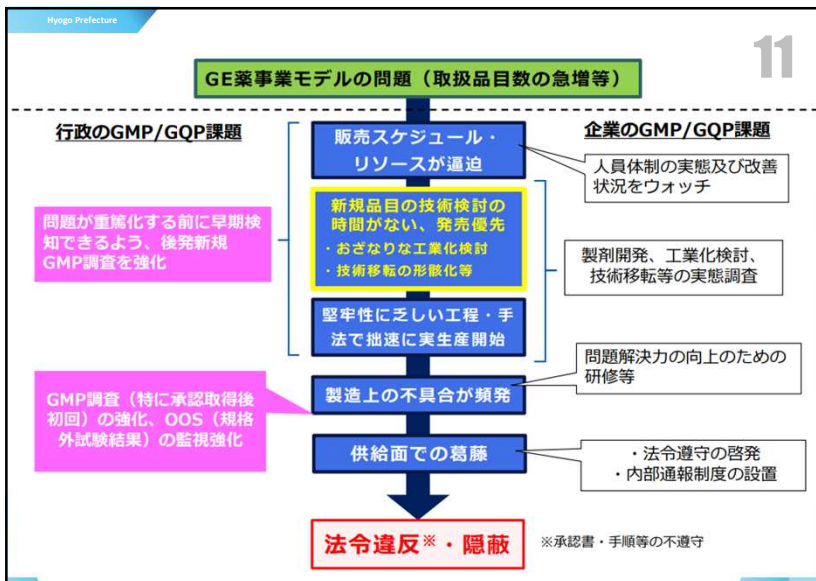 Hyogo Prefecture
11
GE薬事業モデルの問題（取扱品目数の急増等）
行政のGMP/GQP課題
企業のGMP/GQP課題
販売スケジュール・
リソースが逼迫
人員体制の実態及び改善
状況をウォッチ
問題が重篤化する前に早期検
知できるよう、後発新規
GMP調査を強化
新規品目の技術検討の
時間がない、発売優先
・おざなりな工業化検討
・技術移転の形骸化等
製剤開発、工業化検討、
技術移転等の実態調査
堅牢性に乏しい工程・手
法で拙速に実生産開始
問題解決力の向上のための
研修等
GMP調査（特に承認取得後
初回）の強化、OOS（規格
外試験結果）の監視強化
製造上の不具合が頻発
供給面での葛藤
・法令遵守の啓発
・内部通報制度の設置
法令違反※・隠蔽
※承認書・手順等の不遵守